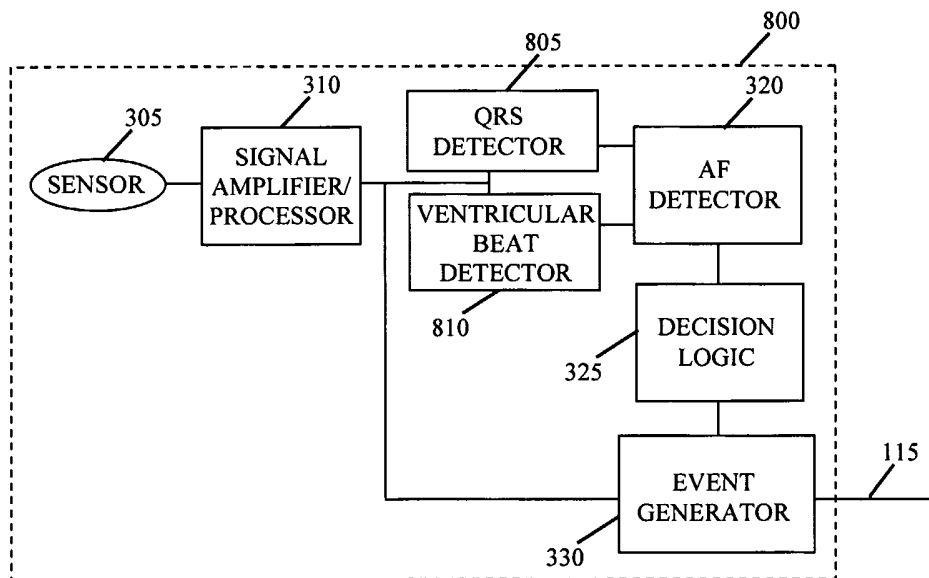 800
805
310
320
305
QRS
DETECTOR
SIGNAL
AMPLIFIER/
PROCESSOR
SENSOR
AF
DETECTOR
VENTRICULAR
BEAT
DETECTOR
810
DECISION
LOGIC
325
115
EVENT
GENERATOR
330